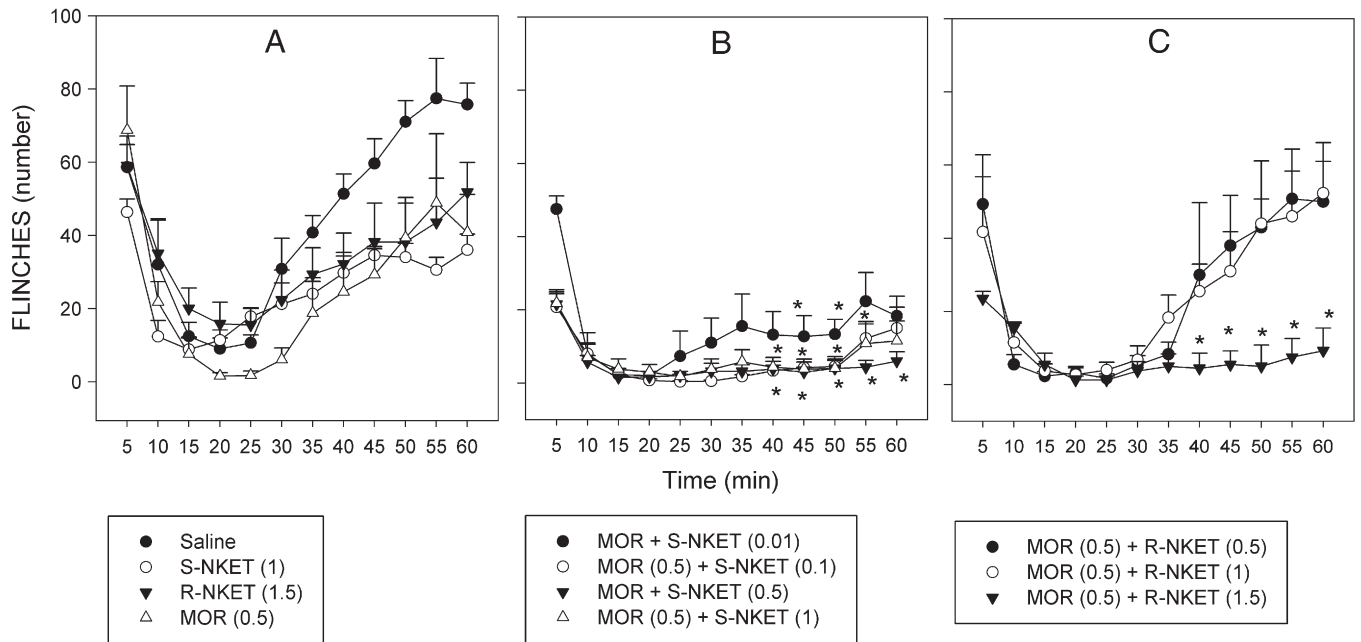 A
B
C
FLINCHES (number)
100
80
60
40
20
0
* * * * * * * * * * * *
* * * * *
5 10 15 20 25 30 35 40 45 50 55 60
5 10 15 20 25 30 35 40 45 50 55 60
5 10 15 20 25 30 35 40 45 50 55 60
Time (min)
Saline
S-NKET (1)
R-NKET (1.5)
MOR (0.5)
MOR + S-NKET (0.01)
MOR (0.5) + S-NKET (0.1)
MOR + S-NKET (0.5)
MOR (0.5) + S-NKET (1)
MOR (0.5) + R-NKET (0.5)
MOR (0.5) + R-NKET (1)
MOR (0.5) + R-NKET (1.5)